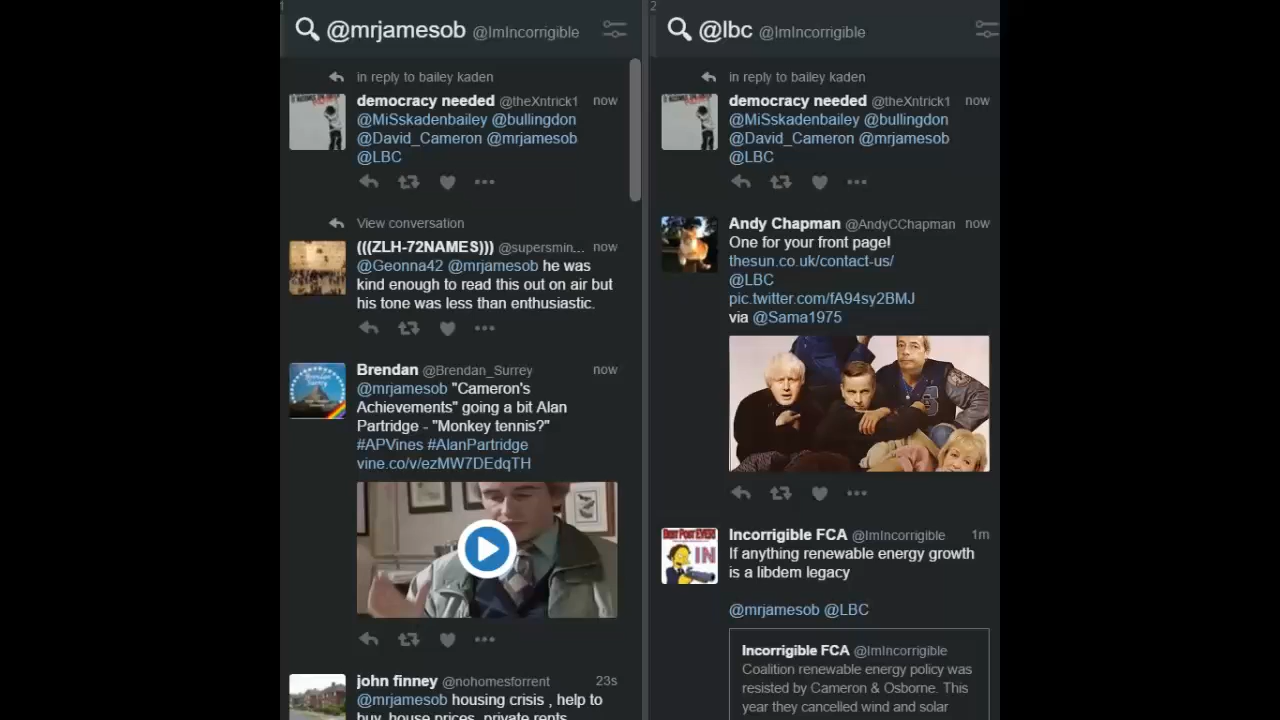 1
@mrjamesob @ImIncorrigible
in reply to bailey kaden
democracy needed @theXntrick1 now
@MiSskadenbailey @bullingdon
@David_Cameron @mrjamesob
@LBC
View conversation
(((ZLH-72NAMES))) @supersmin... now
@Geonna42 @mrjamesob he was
kind enough to read this out on air but
his tone was less than enthusiastic.
Brendan @Brendan_Surrey now
@mrjamesob "Cameron's
Achievements" going a bit Alan
Partridge - "Monkey tennis?"
#APVines #AlanPartridge
vine.co/v/ezMW7DEdqTH
john finney @nohomesforrent 23s
@mrjamesob housing crisis , help to
buy, house prices, private rents
2
@lbc @ImIncorrigible
in reply to bailey kaden
democracy needed @theXntrick1 now
@MiSskadenbailey @bullingdon
@David_Cameron @mrjamesob
@LBC
Andy Chapman @AndyCChapman now
One for your front page!
thesun.co.uk/contact-us/
@LBC
pic.twitter.com/fA94sy2BMJ
via @Sama1975
Incorrigible FCA @ImIncorrigible 1m
BEST POST EVER!
IN
If anything renewable energy growth
is a libdem legacy
@mrjamesob @LBC
Incorrigible FCA @ImIncorrigible
Coalition renewable energy policy was
resisted by Cameron & Osborne. This
year they cancelled wind and solar